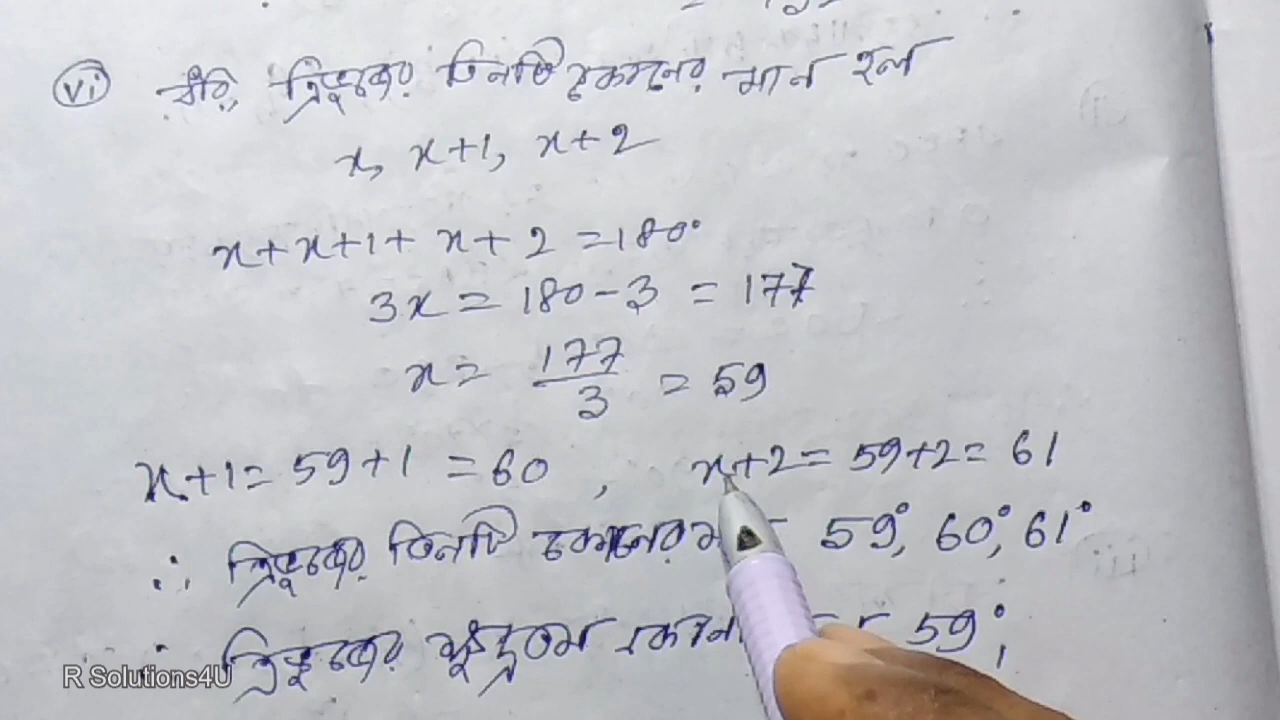 (vi) ধরি, ত্রিভুজের তিনটি কোনের মান হল
x, x+1, x+2
x+x+1+ x+2 =180°
3x = 180-3 = 177
x = 177/3 = 59
x+1= 59+1 =60 , x+2= 59+2= 61
∴ ত্রিভুজের তিনটি কোনের 59°, 60°, 61°
∴ ত্রিভুজের ক্ষুদ্রতম 59°,
R Solutions4U